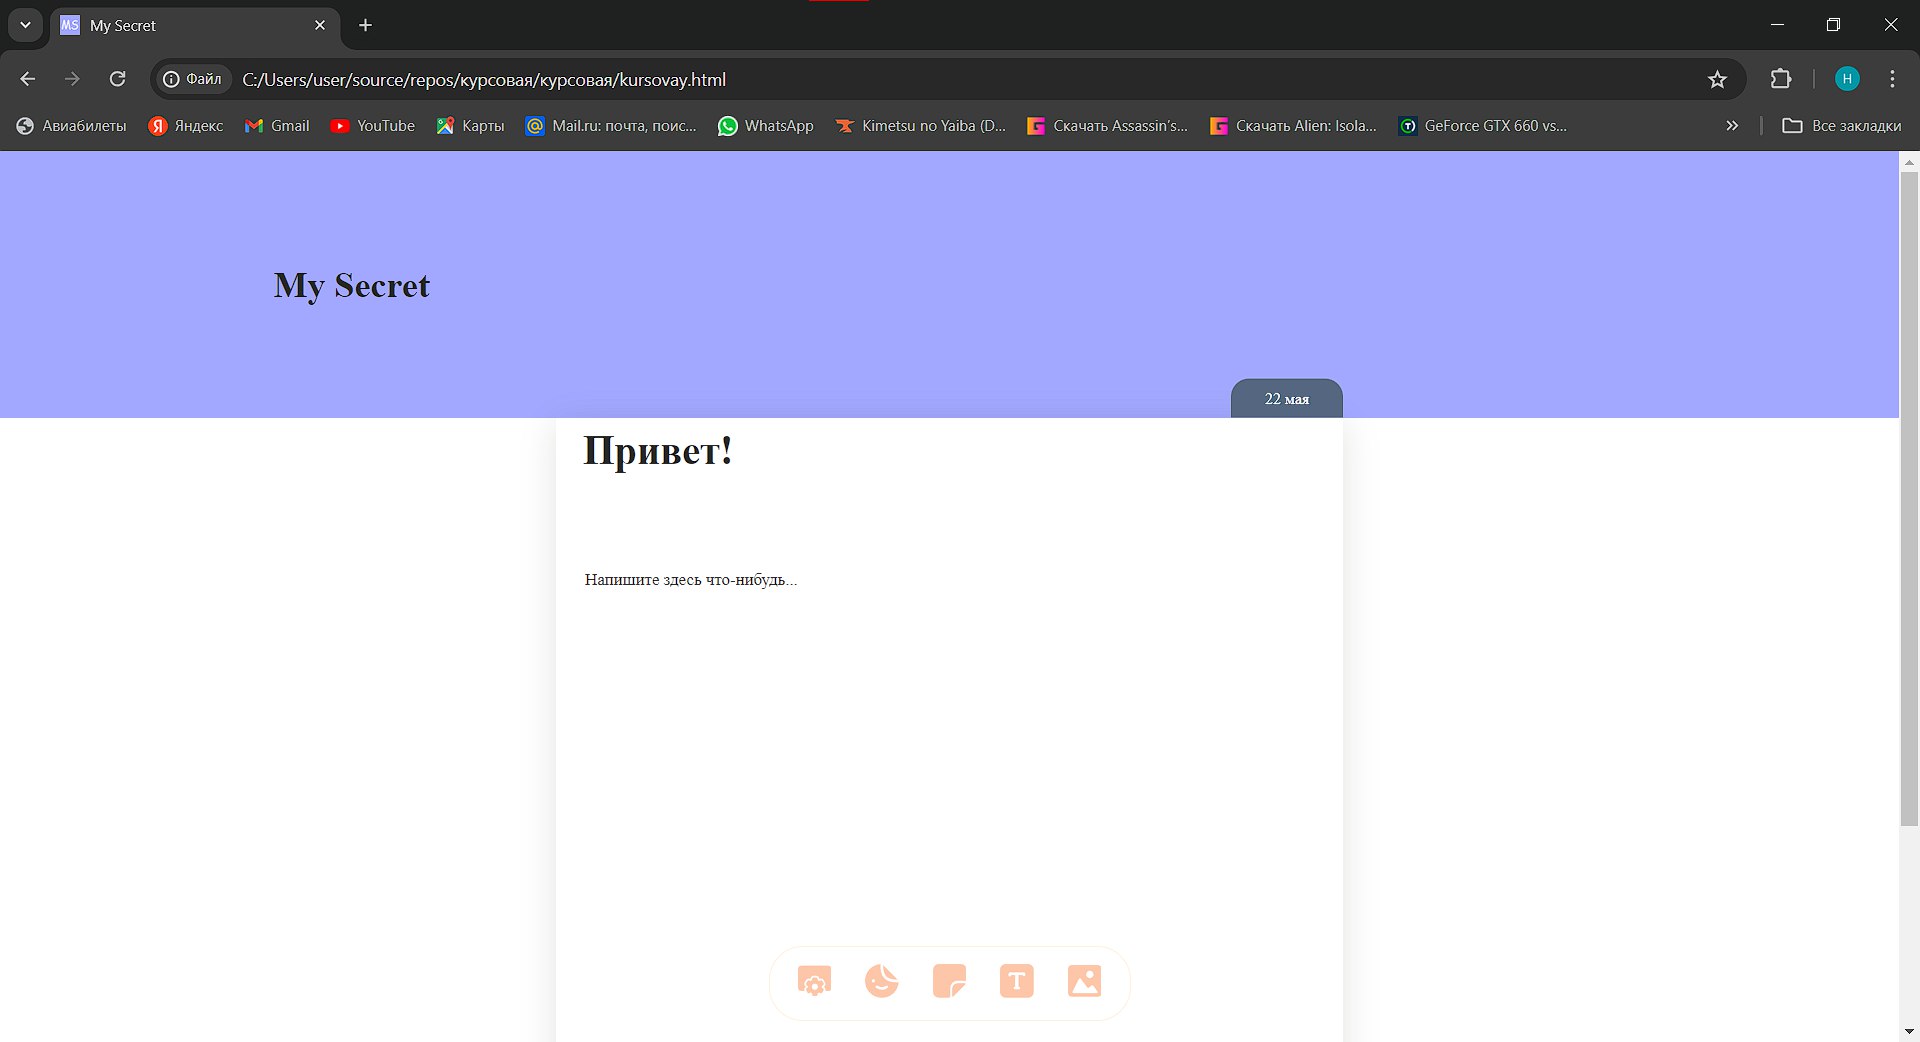 MS My Secret
Файл C:/Users/user/source/repos/курсовая/курсовая/kursovay.html Н
Авиабилеты Я Яндекс Gmail YouTube Карты Mail.ru: почта, поис... WhatsApp Kimetsu no Yaiba (D... Скачать Assassin's... Скачать Alien: Isola... GeForce GTX 660 vs... Все закладки
My Secret
22 мая
Привет!
Напишите здесь что-нибудь...
T